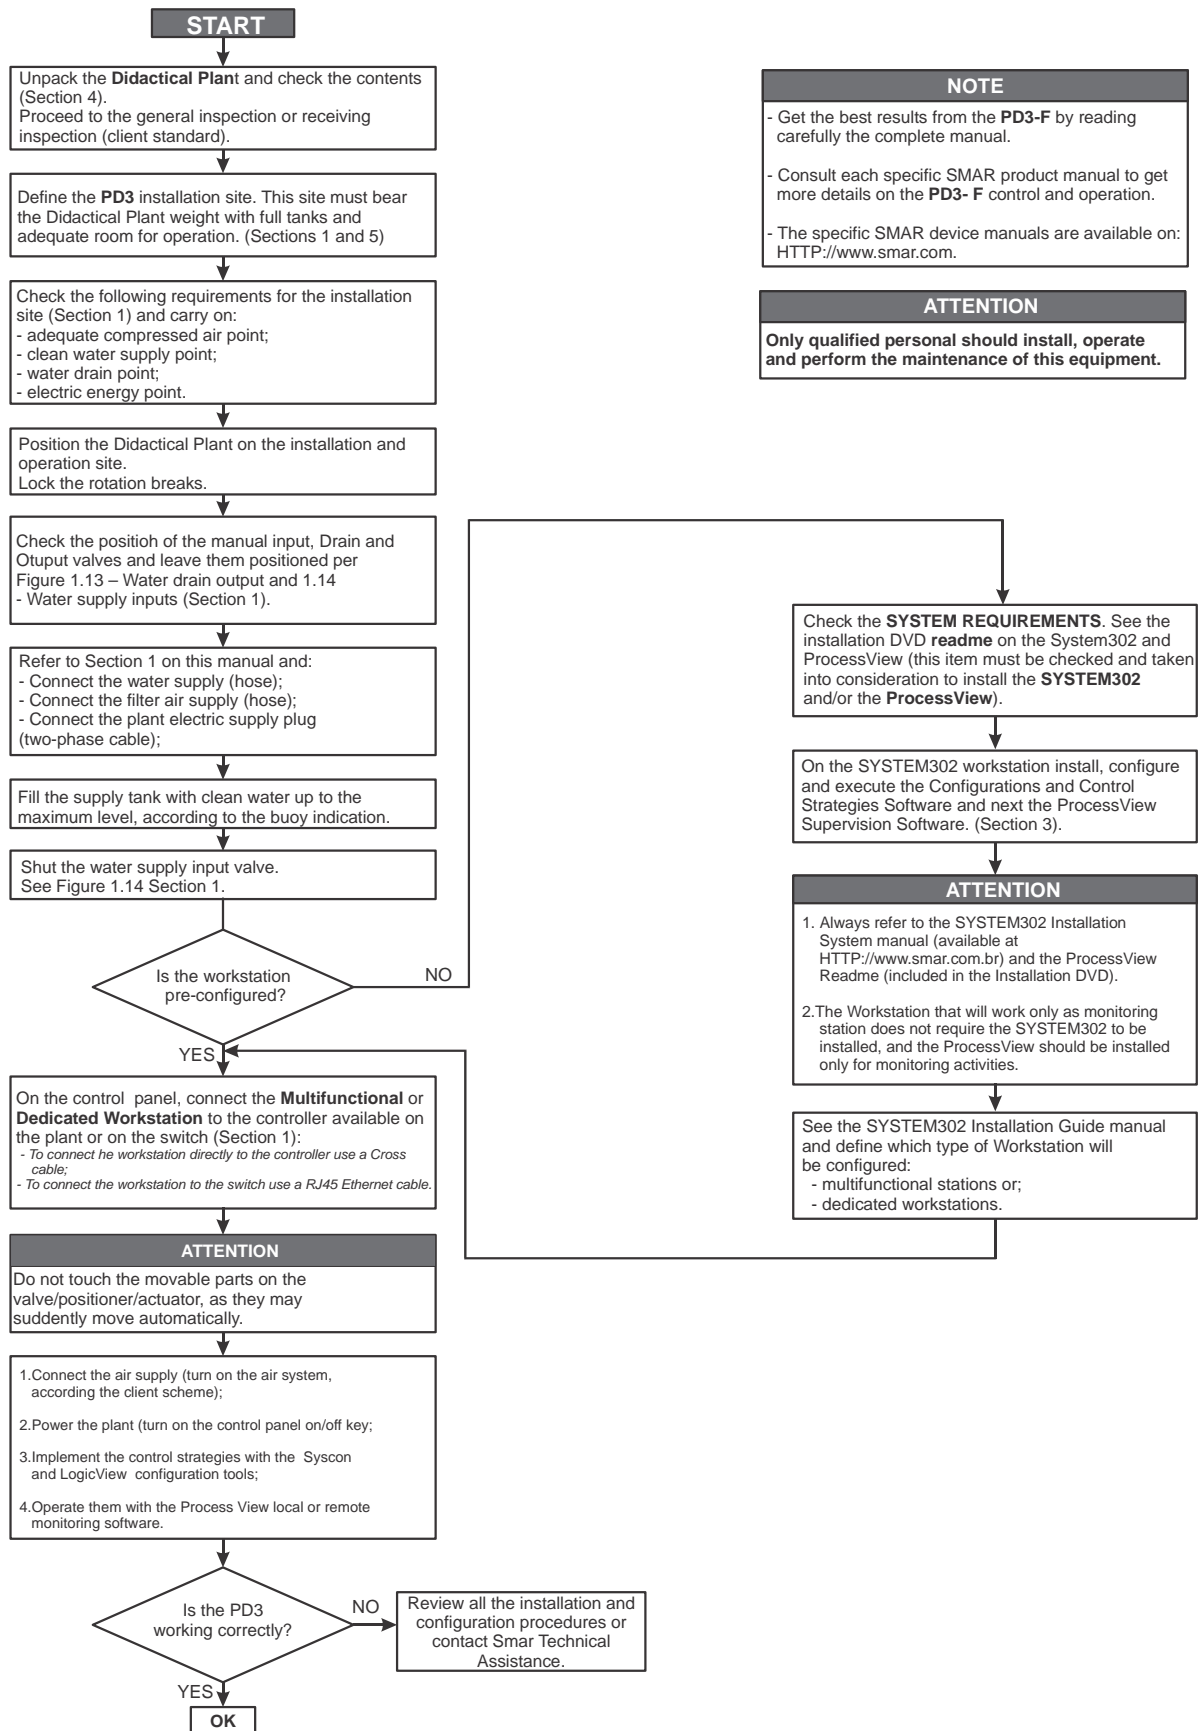 START
Unpack the Didactical Plant and check the contents
(Section 4).
Proceed to the general inspection or receiving
inspection (client standard).
Define the PD3 installation site. This site must bear
the Didactical Plant weight with full tanks and
adequate room for operation. (Sections 1 and 5)
Check the following requirements for the installation
site (Section 1) and carry on:
- adequate compressed air point;
- clean water supply point;
- water drain point;
- electric energy point.
Position the Didactical Plant on the installation and
operation site.
Lock the rotation breaks.
Check the positioh of the manual input, Drain and
Otuput valves and leave them positioned per
Figure 1.13 – Water drain output and 1.14
- Water supply inputs (Section 1).
Refer to Section 1 on this manual and:
- Connect the water supply (hose);
- Connect the filter air supply (hose);
- Connect the plant electric supply plug
(two-phase cable);
Fill the supply tank with clean water up to the
maximum level, according to the buoy indication.
Shut the water supply input valve.
See Figure 1.14 Section 1.
Is the workstation
pre-configured?
NO
YES
On the control panel, connect the Multifunctional or
Dedicated Workstation to the controller available on
the plant or on the switch (Section 1):
- To connect he workstation directly to the controller use a Cross
cable;
- To connect the workstation to the switch use a RJ45 Ethernet cable.
ATTENTION
Do not touch the movable parts on the
valve/positioner/actuator, as they may
suddently move automatically.
1.Connect the air supply (turn on the air system,
according the client scheme);
2.Power the plant (turn on the control panel on/off key;
3.Implement the control strategies with the Syscon
and LogicView configuration tools;
4.Operate them with the Process View local or remote
monitoring software.
Is the PD3
working correctly?
NO
Review all the installation and
configuration procedures or
contact Smar Technical
Assistance.
YES
OK
NOTE
- Get the best results from the PD3-F by reading
carefully the complete manual.
- Consult each specific SMAR product manual to get
more details on the PD3- F control and operation.
- The specific SMAR device manuals are available on:
HTTP://www.smar.com.
ATTENTION
Only qualified personal should install, operate
and perform the maintenance of this equipment.
Check the SYSTEM REQUIREMENTS. See the
installation DVD readme on the System302 and
ProcessView (this item must be checked and taken
into consideration to install the SYSTEM302
and/or the ProcessView).
On the SYSTEM302 workstation install, configure
and execute the Configurations and Control
Strategies Software and next the ProcessView
Supervision Software. (Section 3).
ATTENTION
1. Always refer to the SYSTEM302 Installation
System manual (available at
HTTP://www.smar.com.br) and the ProcessView
Readme (included in the Installation DVD).
2.The Workstation that will work only as monitoring
station does not require the SYSTEM302 to be
installed, and the ProcessView should be installed
only for monitoring activities.
See the SYSTEM302 Installation Guide manual
and define which type of Workstation will
be configured:
- multifunctional stations or;
- dedicated workstations.